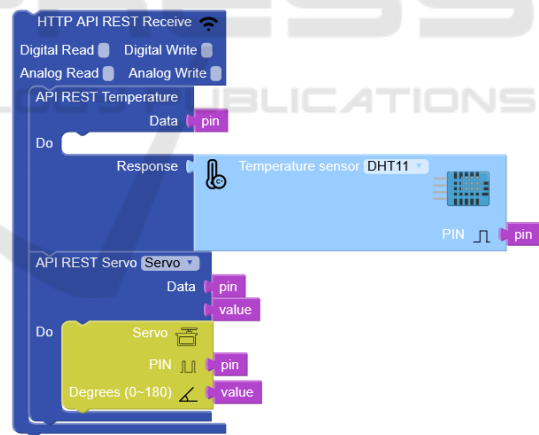 HTTP API REST Receive
Digital Read Digital Write
Analog Read Analog Write
API REST Temperature
Data pin
Do
Response Temperature sensor DHT11
PIN pin
API REST Servo Servo
Data pin
value
Do Servo
PIN pin
Degrees (0~180) value